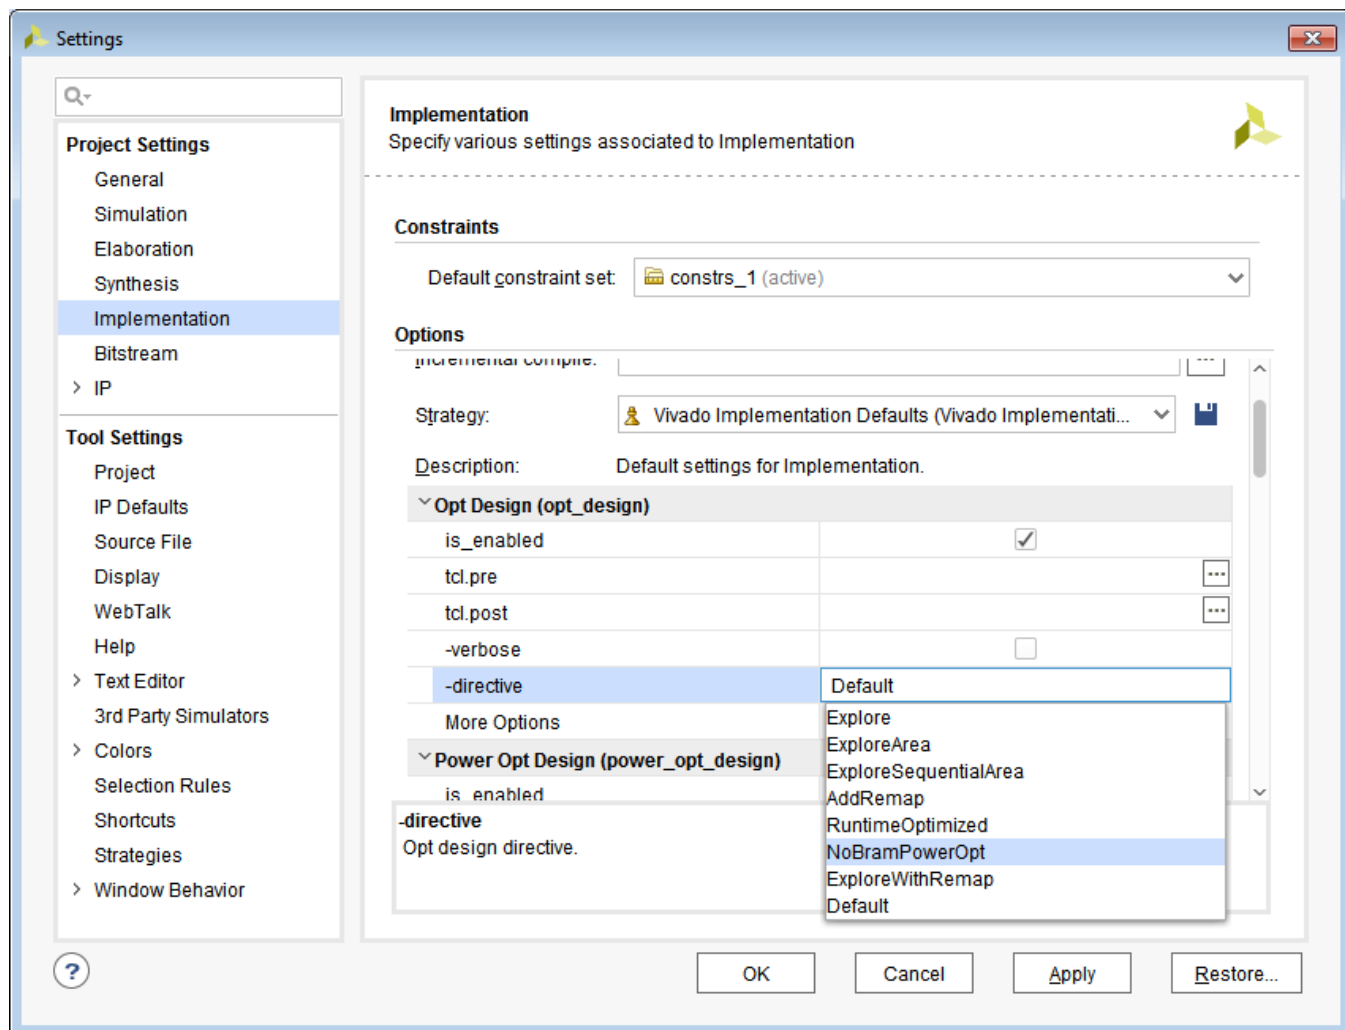 Settings
Project Settings
General
Simulation
Elaboration
Synthesis
Implementation
Bitstream
IP
Tool Settings
Project
IP Defaults
Source File
Display
WebTalk
Help
Text Editor
3rd Party Simulators
Colors
Selection Rules
Shortcuts
Strategies
Window Behavior
Implementation
Specify various settings associated to Implementation
Constraints
Default constraint set: constrs_1 (active)
Options
Incremental compile: ...
Strategy: Vivado Implementation Defaults (Vivado Implementati...
Description: Default settings for Implementation.
Opt Design (opt_design)
is_enabled
tcl.pre ...
tcl.post ...
-verbose
-directive Default
More Options
Power Opt Design (power_opt_design)
is_enabled
Explore
ExploreArea
ExploreSequentialArea
AddRemap
RuntimeOptimized
NoBramPowerOpt
ExploreWithRemap
Default
-directive
Opt design directive.
? OK Cancel Apply Restore...